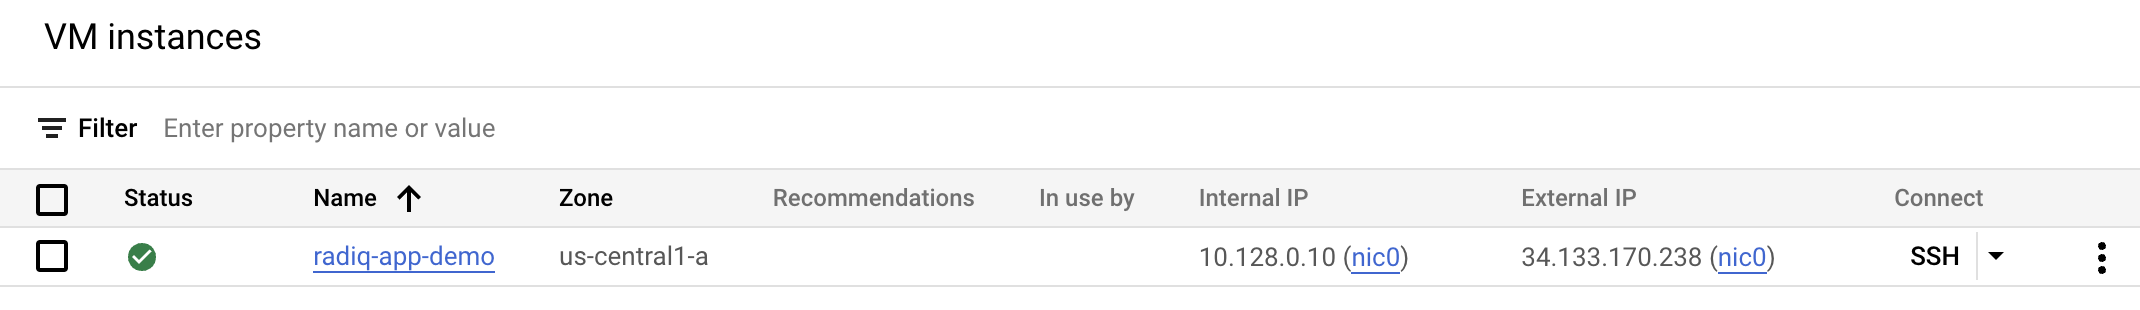 VM instances
Filter Enter property name or value
Status Name Zone Recommendations In use by Internal IP External IP Connect
radiq-app-demo us-central1-a 10.128.0.10 (nic0) 34.133.170.238 (nic0) SSH